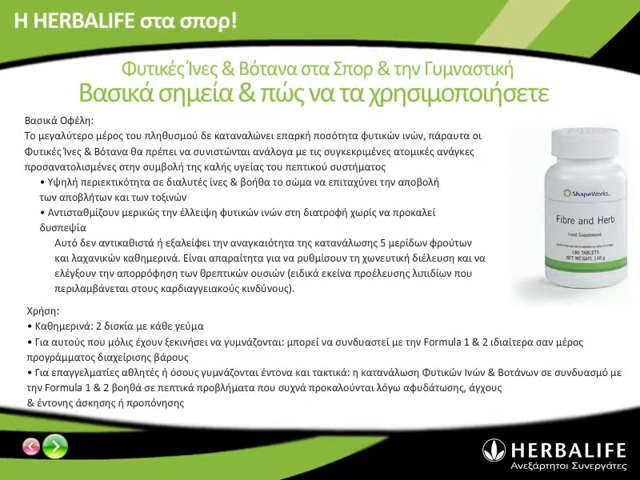 Η HERBALIFE στα σπορ!
Φυτικές Ίνες & Βότανα στα Σπορ & την Γυμναστική
Βασικά σημεία & πώς να τα χρησιμοποιήσετε
Βασικά Οφέλη:
Το μεγαλύτερο μέρος του πληθυσμού δε καταναλώνει επαρκή ποσότητα φυτικών ινών, πάραυτα οι
Φυτικές Ίνες & Βότανα θα πρέπει να συνιστώνται ανάλογα με τις συγκεκριμένες ατομικές ανάγκες
προσανατολισμένες στην συμβολή της καλής υγείας του πεπτικού συστήματος
• Υψηλή περιεκτικότητα σε διαλυτές ίνες & βοήθα το σώμα να επιταχύνει την αποβολή
των αποβλήτων και των τοξινών
• Αντισταθμίζουν μερικώς την έλλειψη φυτικών ινών στη διατροφή χωρίς να προκαλεί
δυσπεψία
Αυτό δεν αντικαθιστά ή εξαλείφει την αναγκαιότητα της κατανάλωσης 5 μερίδων φρούτων
και λαχανικών καθημερινά. Είναι απαραίτητα για να ρυθμίσουν τη χωνευτική διέλευση και να
ελέγξουν την απορρόφηση των θρεπτικών ουσιών (ειδικά εκείνα προέλευσης λιπιδίων που
περιλαμβάνεται στους καρδιαγγειακούς κινδύνους).
ShapeWorks
Fibre and Herb
Food Supplement
180 TABLETS
NET WEIGHT: 148 g
Χρήση:
• Καθημερινά: 2 δισκία με κάθε γεύμα
• Για αυτούς που μόλις έχουν ξεκινήσει να γυμνάζονται: μπορεί να συνδυαστεί με την Formula 1 & 2 ιδιαίτερα σαν μέρος
προγράμματος διαχείρισης βάρους
• Για επαγγελματίες αθλητές ή όσους γυμνάζονται έντονα και τακτικά: η κατανάλωση Φυτικών Ινών & Βοτάνων σε συνδυασμό με
την Formula 1 & 2 βοηθά σε πεπτικά προβλήματα που συχνά προκαλούνται λόγω αφυδάτωσης, άγχους
& έντονης άσκησης ή προπόνησης
HERBALIFE
Ανεξάρτητοι Συνεργάτες